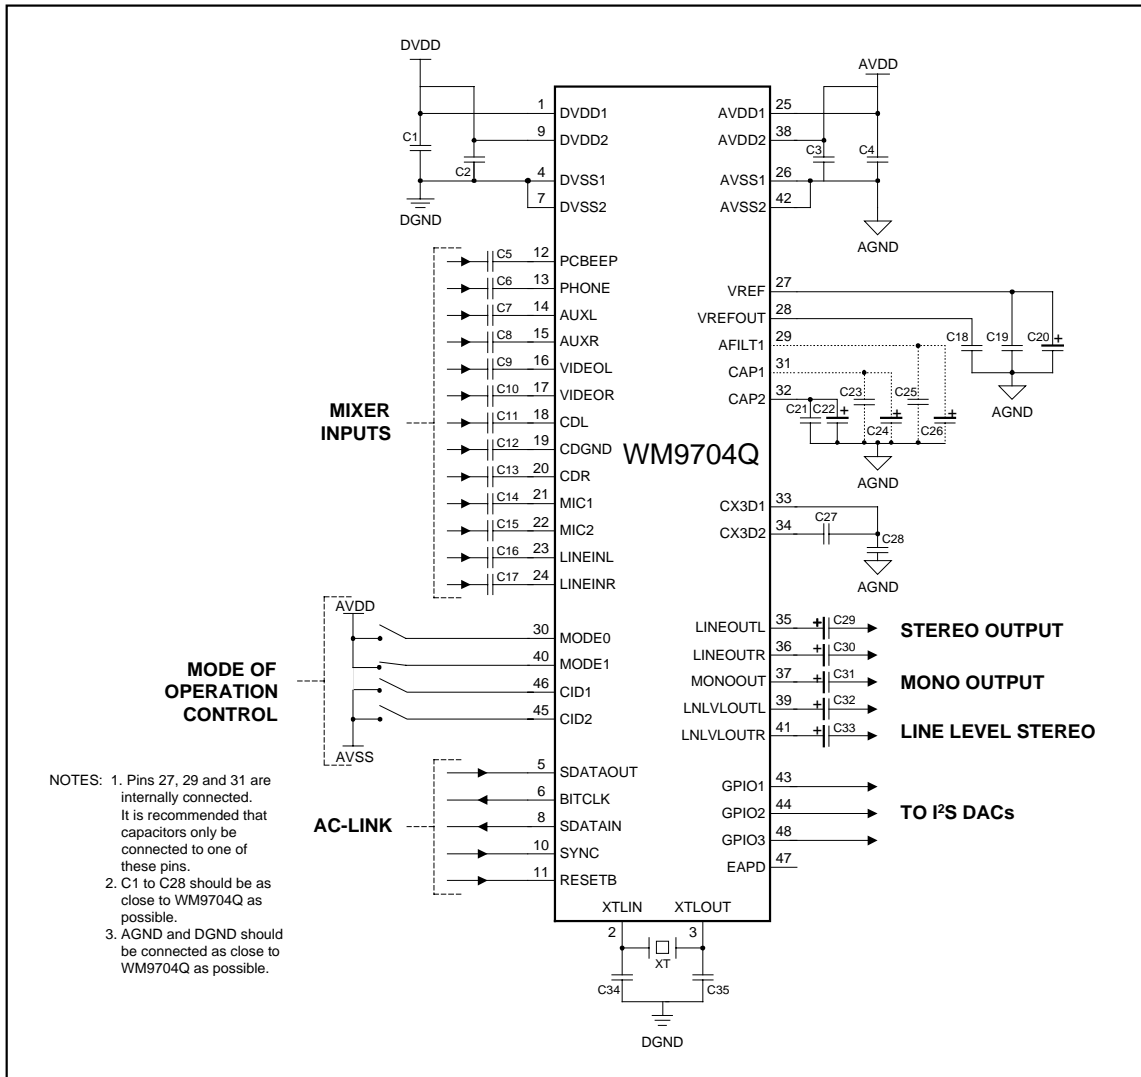 DVDD
AVDD
1 DVDD1
9 DVDD2
4 DVSS1
7 DVSS2
C1
C2
DGND
AVDD1 25
AVDD2 38
AVSS1 26
AVSS2 42
C3
C4
AGND
MIXER
INPUTS
C5 12 PCBEEP
C6 13 PHONE
C7 14 AUXL
C8 15 AUXR
C9 16 VIDEOL
C10 17 VIDEOR
C11 18 CDL
C12 19 CDGND
C13 20 CDR
C14 21 MIC1
C15 22 MIC2
C16 23 LINEINL
C17 24 LINEINR
WM9704Q
VREF 27
VREFOUT 28
AFILT1 29
CAP1 31
CAP2 32
C18 C19 C20 +
AGND
C23 C25
C21 C22 + C24 + C26 +
AGND
CX3D1 33
CX3D2 34
C27
C28
AGND
MODE OF
OPERATION
CONTROL
AVDD
30 MODE0
40 MODE1
46 CID1
45 CID2
AVSS
LINEOUTL 35 + C29
LINEOUTR 36 + C30
MONOOUT 37 + C31
LNLVLOUTL 39 + C32
LNLVLOUTR 41 + C33
STEREO OUTPUT
MONO OUTPUT
LINE LEVEL STEREO
AC-LINK
5 SDATAOUT
6 BITCLK
8 SDATAIN
10 SYNC
11 RESETB
GPIO1 43
GPIO2 44
GPIO3 48
EAPD 47
TO I²S DACs
XTLIN XTLOUT
2 3
XT
C34 C35
DGND
NOTES: 1. Pins 27, 29 and 31 are
internally connected.
It is recommended that
capacitors only be
connected to one of
these pins.
2. C1 to C28 should be as
close to WM9704Q as
possible.
3. AGND and DGND should
be connected as close to
WM9704Q as possible.